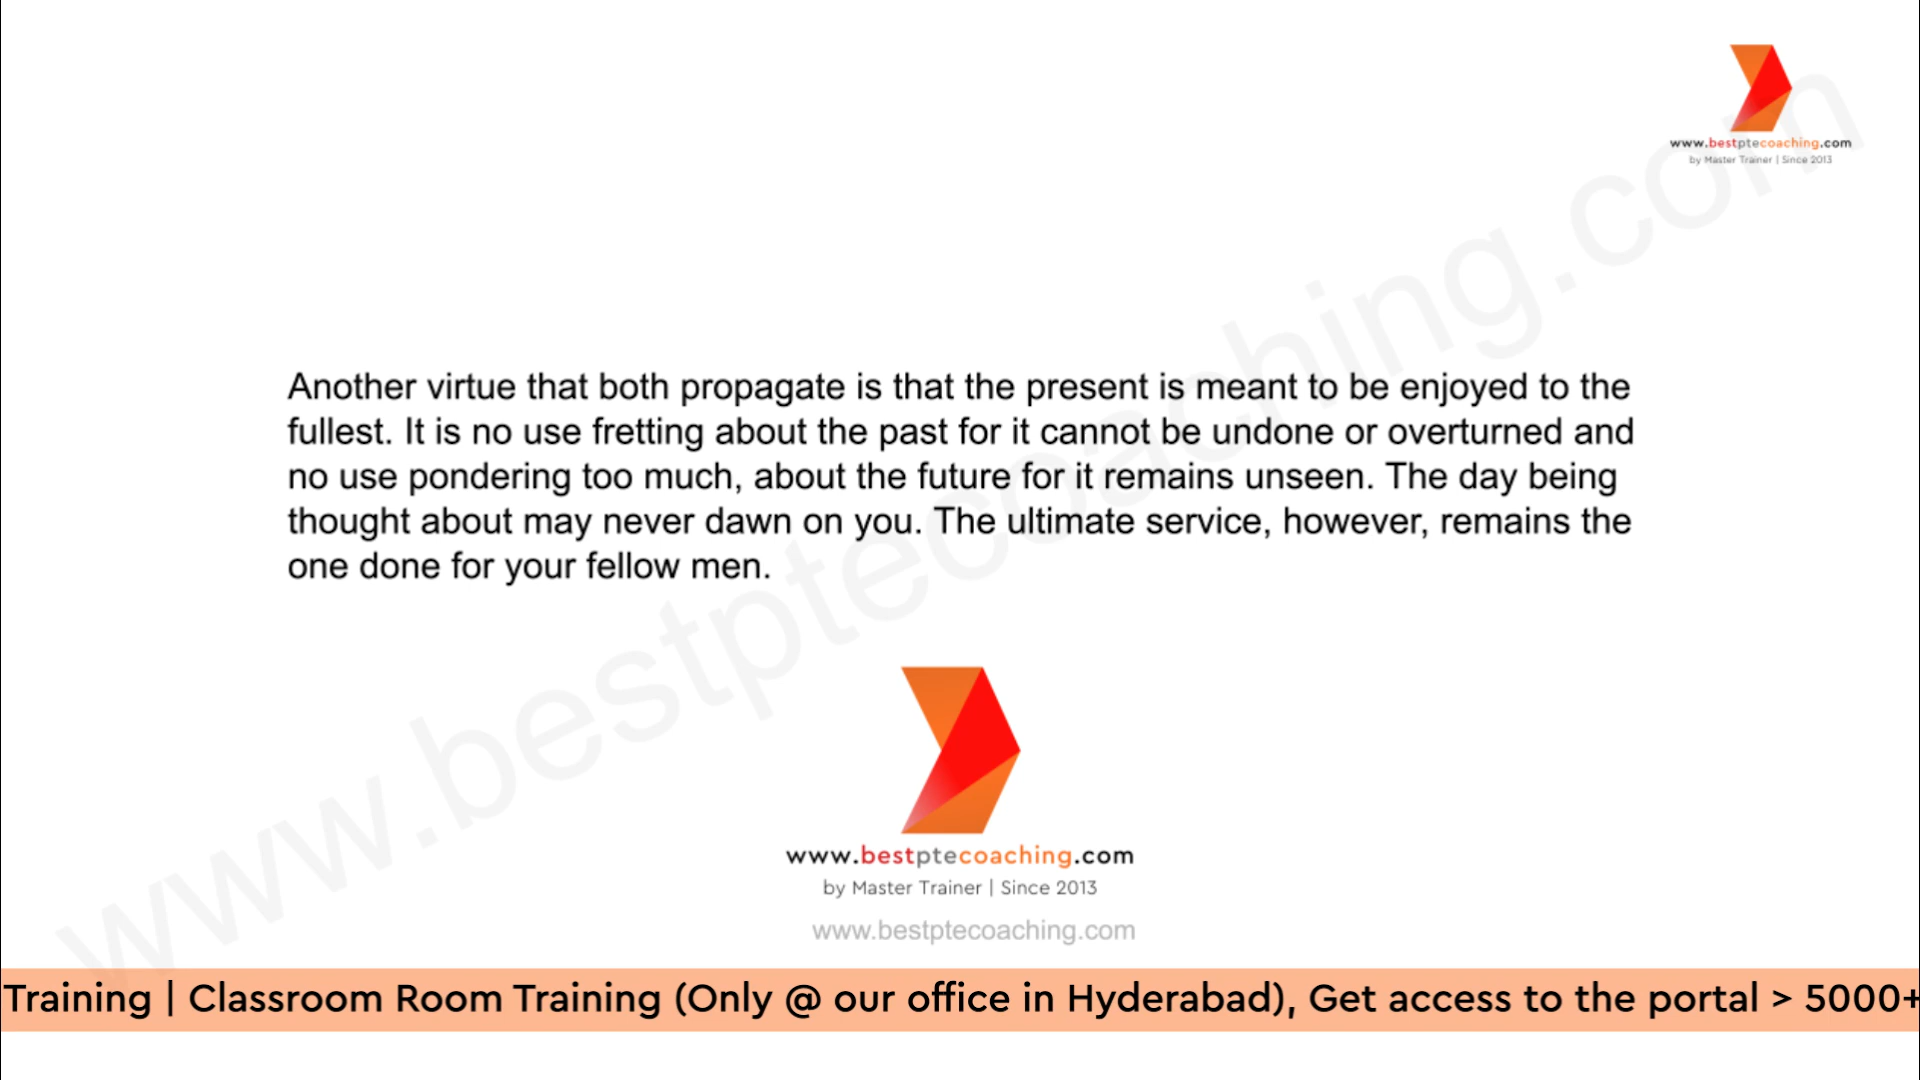 www.bestptecoaching.com
by Master Trainer | Since 2013
Another virtue that both propagate is that the present is meant to be enjoyed to the
fullest. It is no use fretting about the past for it cannot be undone or overturned and
no use pondering too much, about the future for it remains unseen. The day being
thought about may never dawn on you. The ultimate service, however, remains the
one done for your fellow men.
www.bestptecoaching.com
www.bestptecoaching.com
by Master Trainer | Since 2013
www.bestptecoaching.com
Training | Classroom Room Training (Only @ our office in Hyderabad), Get access to the portal > 5000+